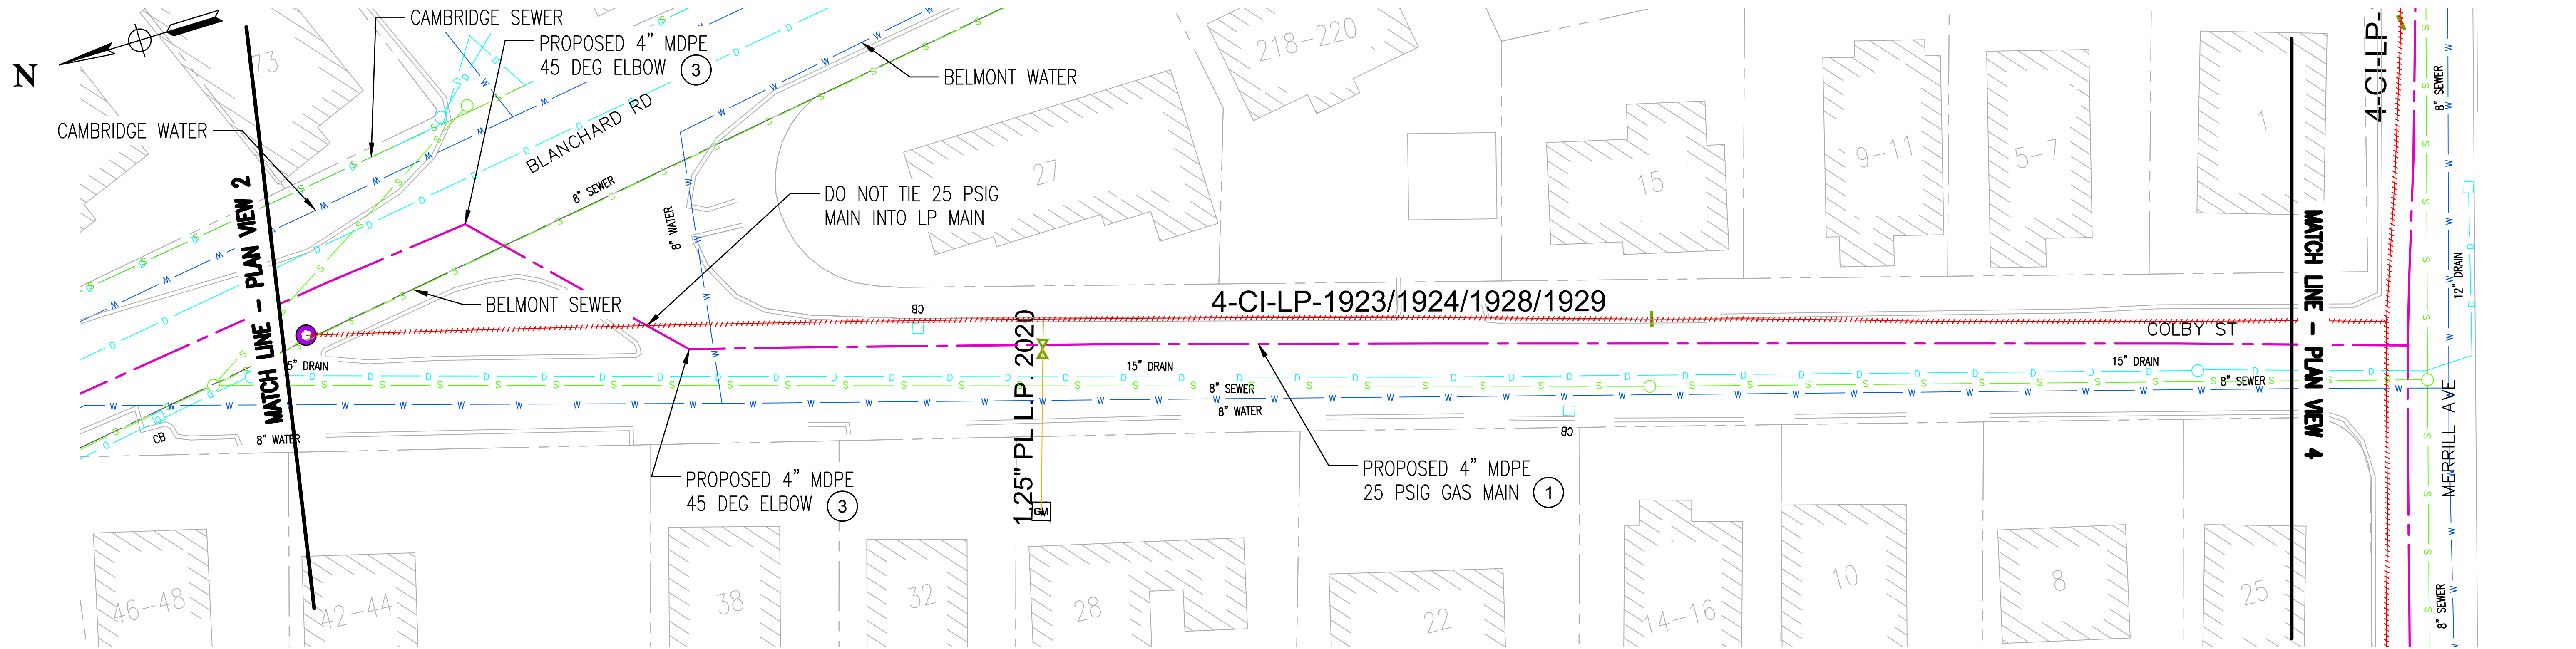 N
73
CAMBRIDGE SEWER
PROPOSED 4" MDPE
45 DEG ELBOW 3
CAMBRIDGE WATER
BLANCHARD RD
BELMONT WATER
218-220
27
15
9-11
5-7
1
4-CI-LP-
8" SEWER
MATCH LINE - PLAN VIEW 2
8" SEWER
8" WATER
DO NOT TIE 25 PSIG
MAIN INTO LP MAIN
BELMONT SEWER
CB
4-CI-LP-1923/1924/1928/1929
COLBY ST
MATCH LINE - PLAN VIEW 4
12" DRAIN
15" DRAIN
15" DRAIN
15" DRAIN
8" SEWER
8" SEWER
8" WATER
8" WATER
CB
CB
1.25" PL L.P. 2020
GM
PROPOSED 4" MDPE
45 DEG ELBOW 3
PROPOSED 4" MDPE
25 PSIG GAS MAIN 1
MERRILL AVE
8" SEWER
46-48
42-44
38
32
28
22
14-16
10
8
25